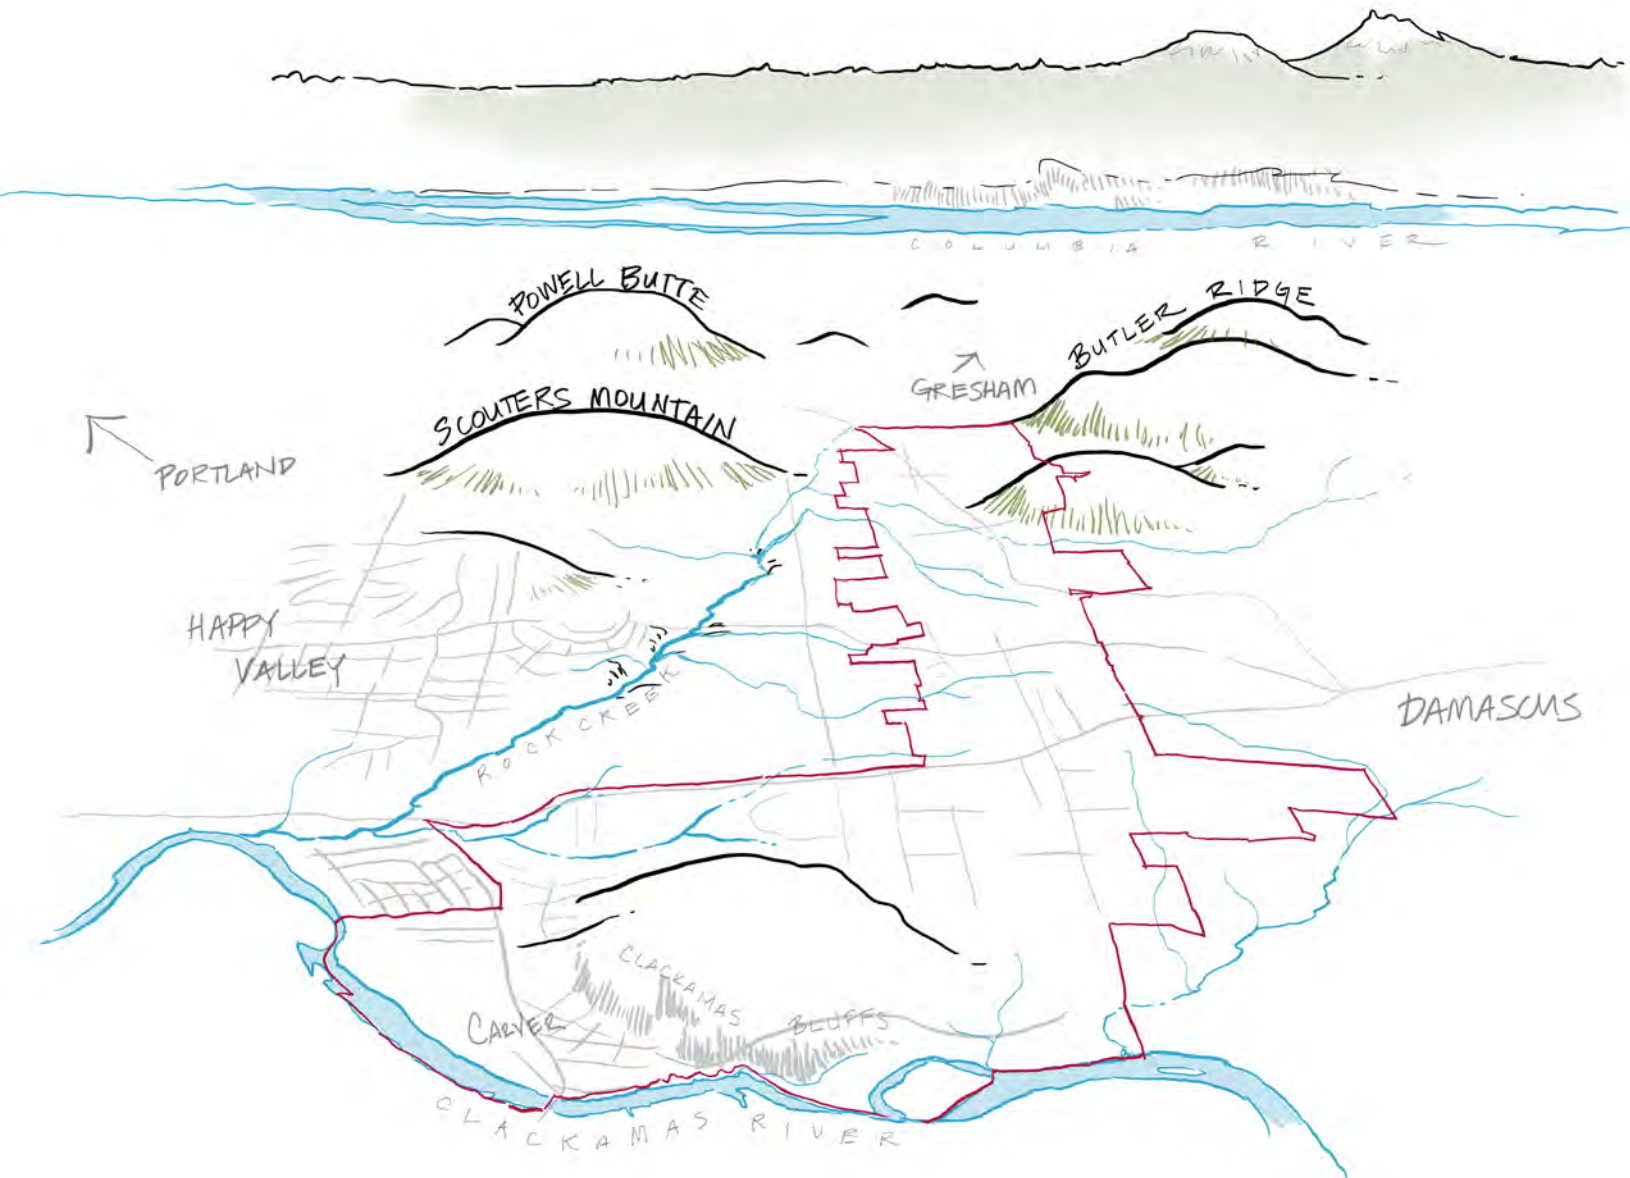 COLUMBIA RIVER
POWELL BUTTE
BUTLER RIDGE
GRESHAM
SCOUTERS MOUNTAIN
PORTLAND
HAPPY
VALLEY
ROCK CREEK
DAMASCUS
CLACKAMAS
BLUFFS
CARVER
CLACKAMAS RIVER